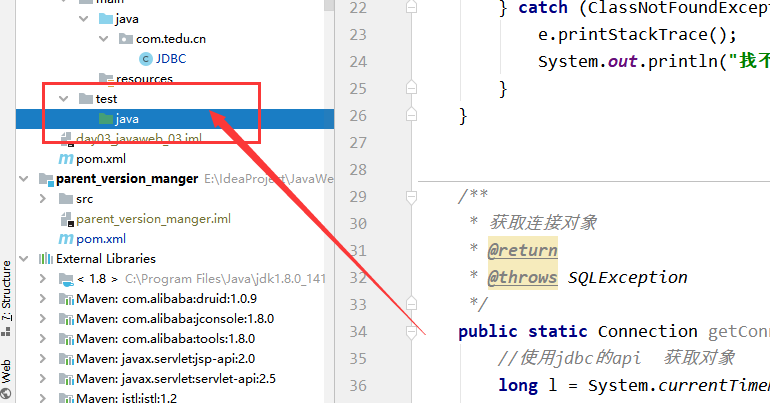 main
java
com.tedu.cn
JDBC
resources
test
java
day03_javaweb_03.iml
pom.xml
parent_version_manger E:\IdeaProject\JavaWe
src
parent_version_manger.iml
pom.xml
External Libraries
< 1.8 > C:\Program Files\Java\jdk1.8.0_141
Maven: com.alibaba:druid:1.0.9
Maven: com.alibaba:jconsole:1.8.0
Maven: com.alibaba:tools:1.8.0
Maven: javax.servlet:jsp-api:2.0
Maven: javax.servlet:servlet-api:2.5
Maven: jstl:jstl:1.2
7: Structure
Web
22 } catch (ClassNotFoundExcept
23 e.printStackTrace();
24 System.out.println("找不
25 }
26 }
27
28
29 /**
30 * 获取连接对象
31 * @return
32 * @throws SQLException
33 */
34 public static Connection getConn
35 //使用jdbc的api 获取对象
36 long l = System.currentTimeM